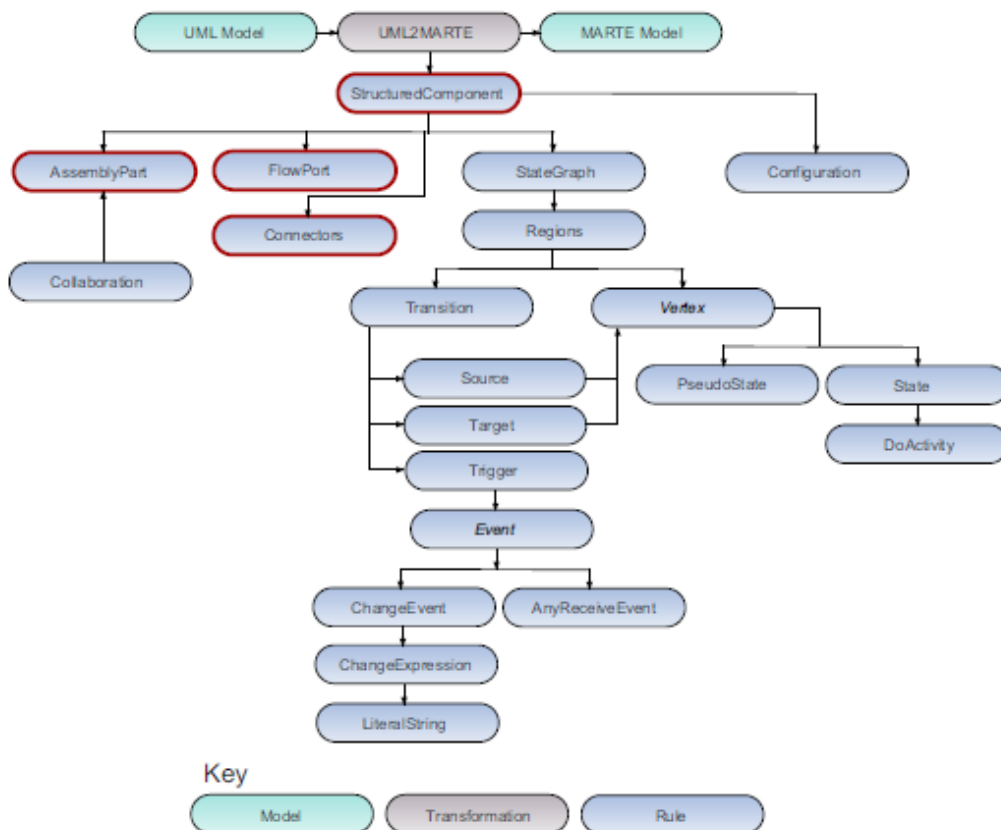 UML Model
UML2MARTE
MARTE Model
StructuredComponent
AssemblyPart
FlowPort
StateGraph
Configuration
Connectors
Regions
Collaboration
Transition
Vertex
Source
PseudoState
State
Target
DoActivity
Trigger
Event
ChangeEvent
AnyReceiveEvent
ChangeExpression
LiteralString
Key
Model
Transformation
Rule